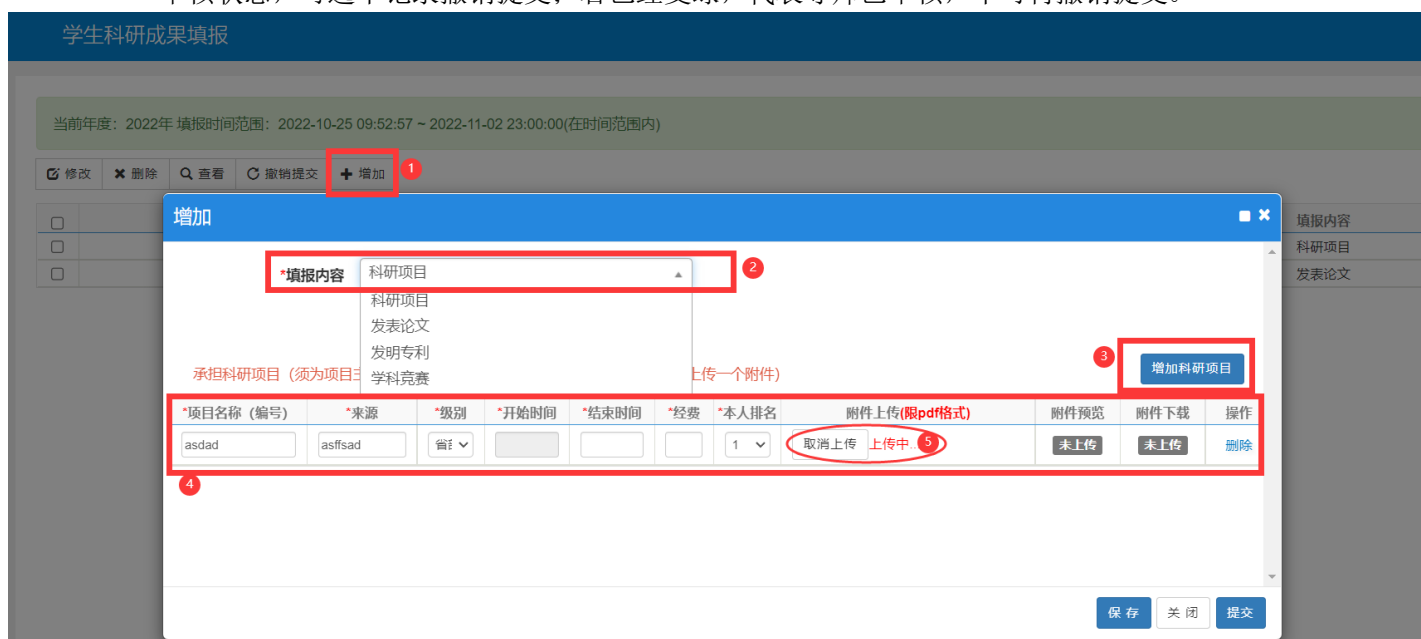 学生科研成果填报
当前年度：2022年 填报时间范围：2022-10-25 09:52:57 ~ 2022-11-02 23:00:00(在时间范围内)
修改 删除 查看 撤销提交 增加 1
增加
填报内容
科研项目
发表论文
*填报内容 科研项目 2
科研项目
发表论文
发明专利
学科竞赛
承担科研项目（须为项目 上传一个附件) 3 增加科研项目
*项目名称（编号） *来源 *级别 *开始时间 *结束时间 *经费 *本人排名 附件上传(限pdf格式) 附件预览 附件下载 操作
asdad asffsad 省 1 取消上传 上传中.. 5 未上传 未上传 删除
4
保存 关闭 提交